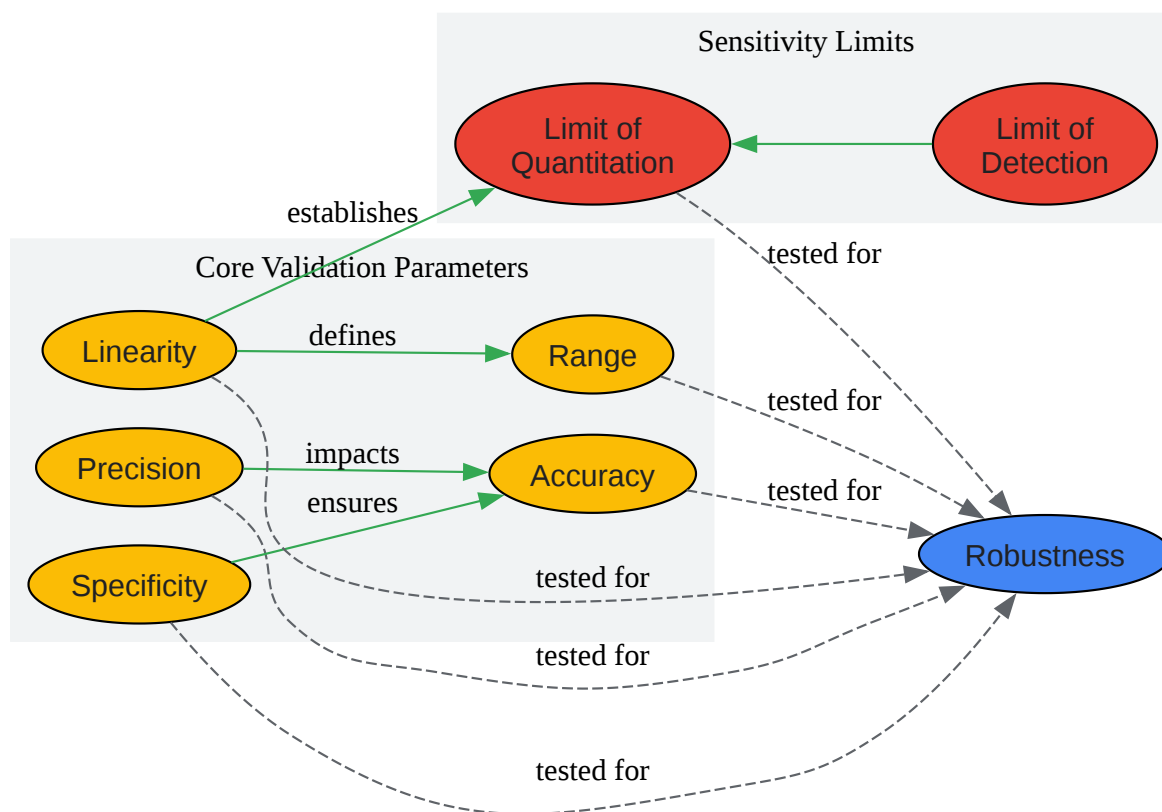 Sensitivity Limits
Limit of
Quantitation
Limit of
Detection
establishes
tested for
Core Validation Parameters
Linearity
defines
Range
tested for
Precision
impacts
Accuracy
tested for
ensures
Robustness
Specificity
tested for
tested for
tested for